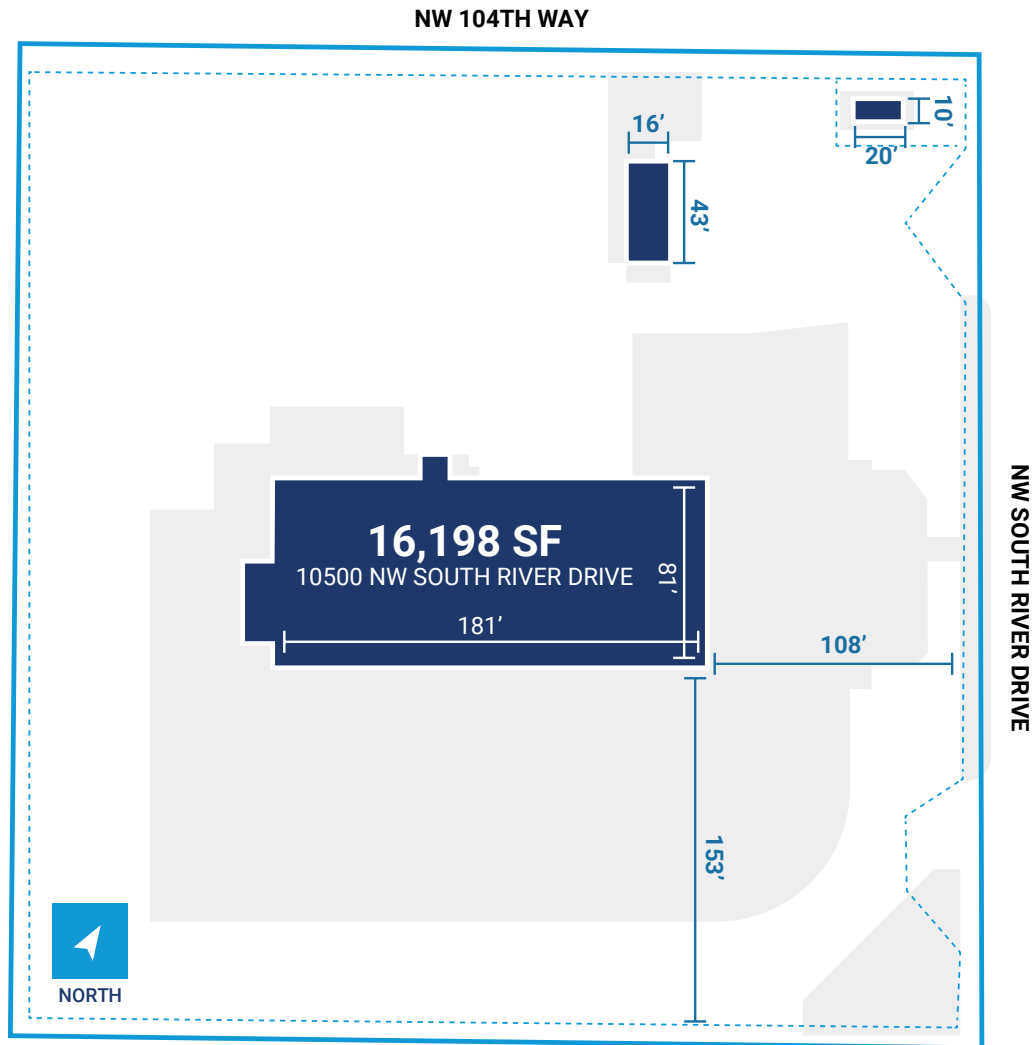 NW 104TH WAY
10’
16’
20’
43’
16,198 SF
10500 NW SOUTH RIVER DRIVE
81’
181’
108’
NW SOUTH RIVER DRIVE
153’
NORTH